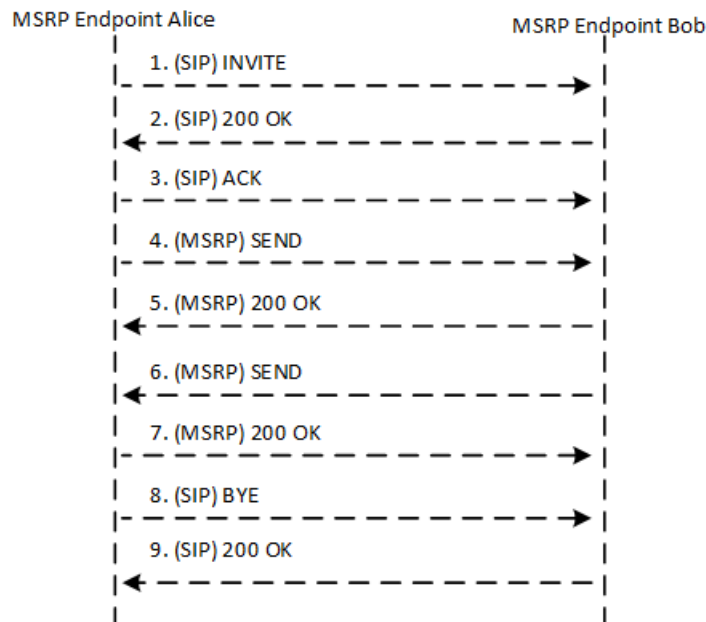 MSRP Endpoint Alice
MSRP Endpoint Bob
1. (SIP) INVITE
2. (SIP) 200 OK
3. (SIP) ACK
4. (MSRP) SEND
5. (MSRP) 200 OK
6. (MSRP) SEND
7. (MSRP) 200 OK
8. (SIP) BYE
9. (SIP) 200 OK